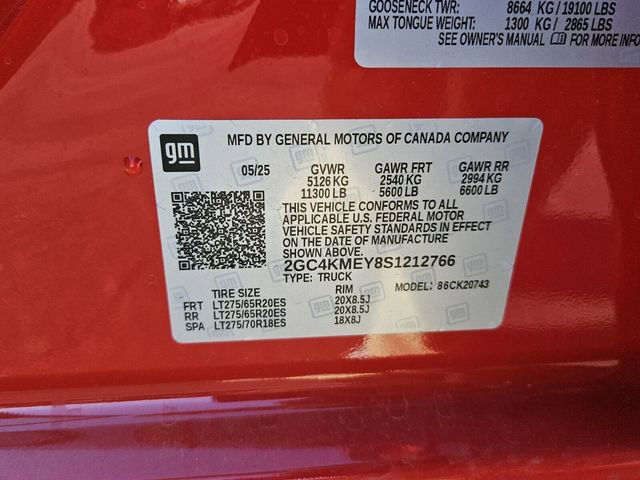 GOOSENECK TWR: 8664 KG / 19100 LBS
MAX TONGUE WEIGHT: 1300 KG / 2865 LBS
SEE OWNER'S MANUAL FOR MORE INFO
gm
MFD BY GENERAL MOTORS OF CANADA COMPANY
05/25 GVWR GAWR FRT GAWR RR
5126 KG 2540 KG 2994 KG
11300 LB 5600 LB 6600 LB
THIS VEHICLE CONFORMS TO ALL
APPLICABLE U.S. FEDERAL MOTOR
VEHICLE SAFETY STANDARDS IN EFFECT
ON THE DATE OF MANUFACTURE
SHOWN ABOVE.
2GC4KMEY8S1212766
TYPE: TRUCK MODEL: 86CK20743
TIRE SIZE RIM
FRT LT275/65R20ES 20X8.5J
RR LT275/65R20ES 20X8.5J
SPA LT275/70R18ES 18X8J